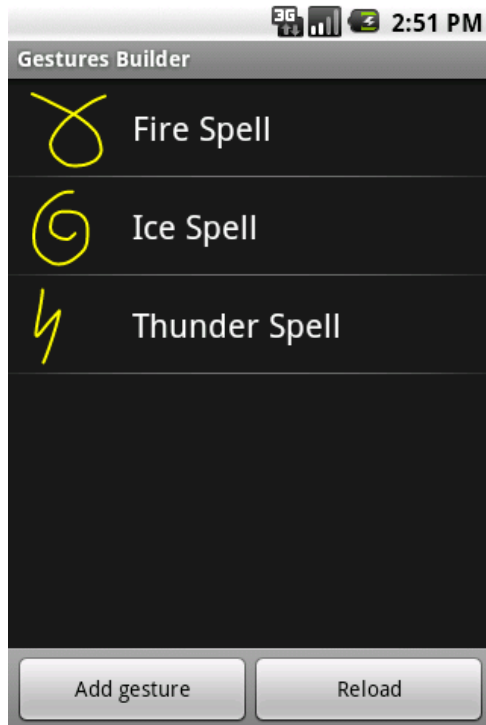 3G 2:51 PM
Gestures Builder
Fire Spell
Ice Spell
Thunder Spell
Add gesture Reload